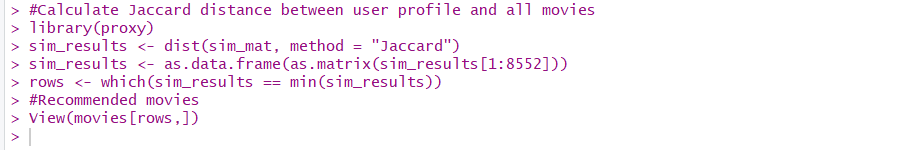 > #Calculate Jaccard distance between user profile and all movies
> library(proxy)
> sim_results <- dist(sim_mat, method = "Jaccard")
> sim_results <- as.data.frame(as.matrix(sim_results[1:8552]))
> rows <- which(sim_results == min(sim_results))
> #Recommended movies
> View(movies[rows,])
>